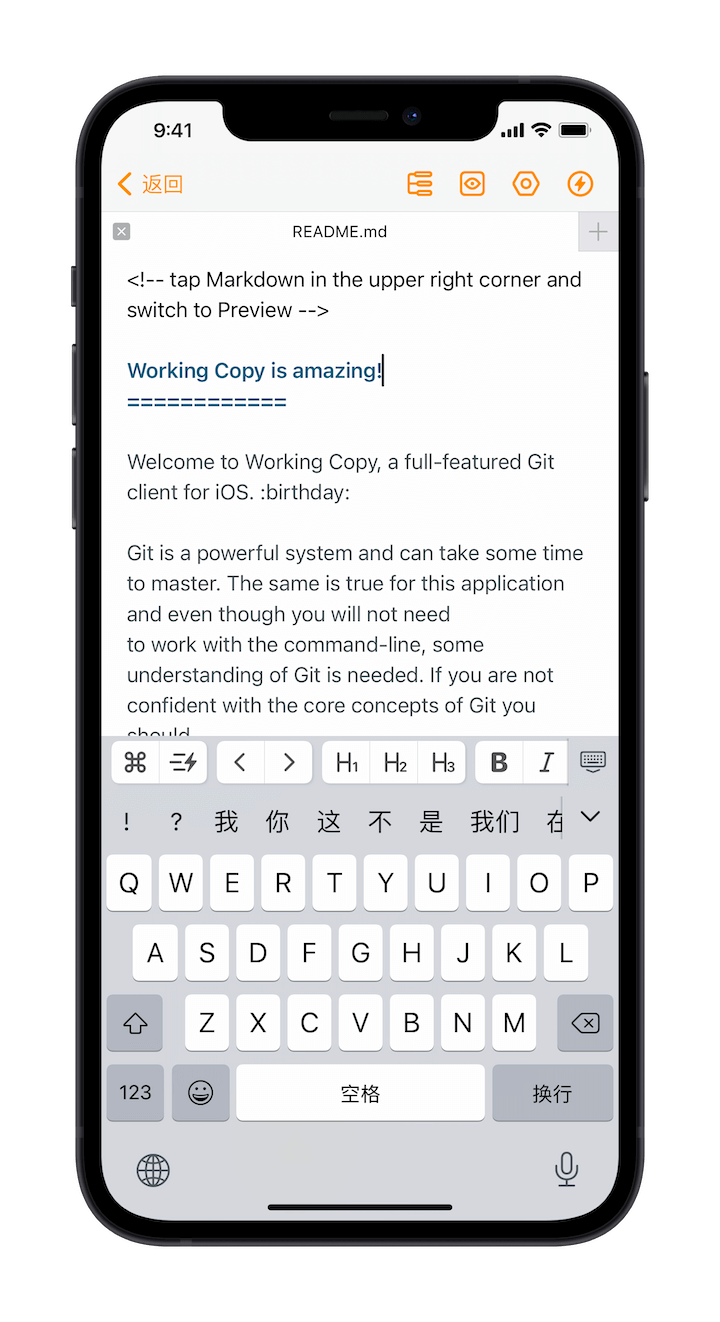 9:41
返回
README.md
<!-- tap Markdown in the upper right corner and
switch to Preview -->
Working Copy is amazing!
============
Welcome to Working Copy, a full-featured Git
client for iOS. :birthday:
Git is a powerful system and can take some time
to master. The same is true for this application
and even though you will not need
to work with the command-line, some
understanding of Git is needed. If you are not
confident with the core concepts of Git you
should
H1 H2 H3 B I
! ? 我 你 这 不 是 我们 在
Q W E R T Y U I O P
A S D F G H J K L
Z X C V B N M
123 空格 换行